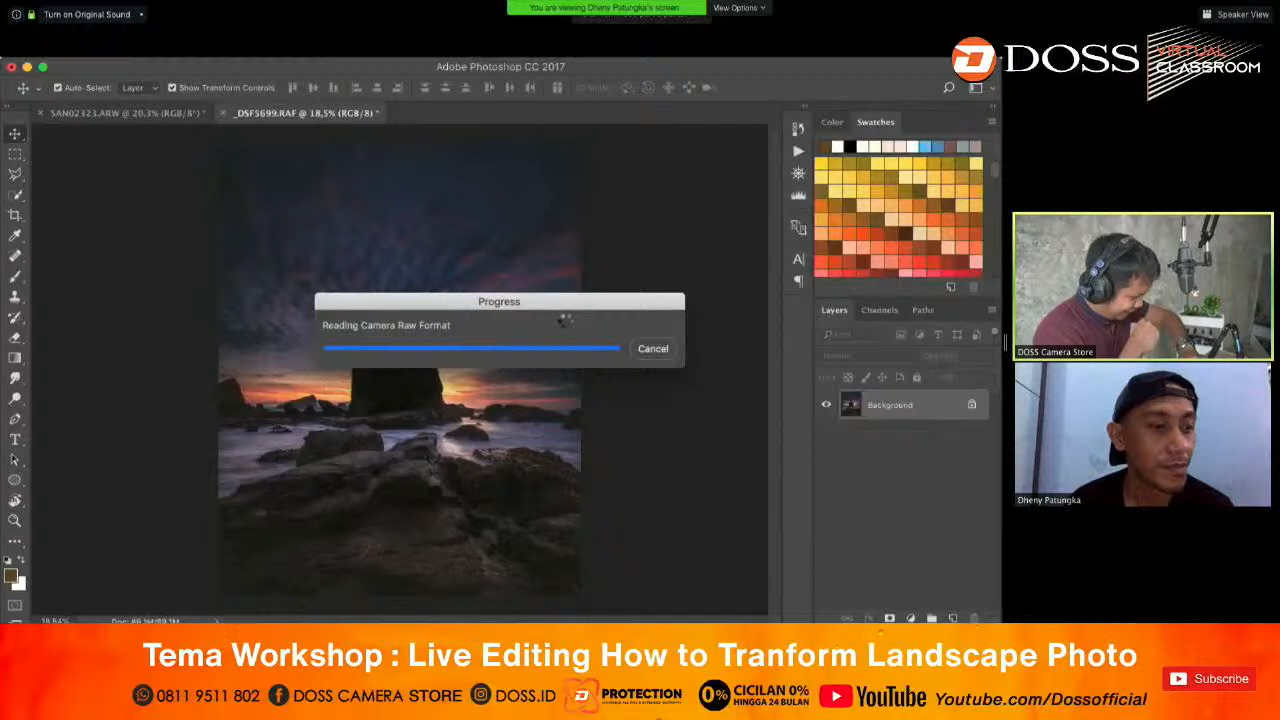 Turn on Original Sound
You are viewing Dheny Patungka's screen
View Options
Speaker View
DOSS
VIRTUAL
CLASSROOM
Adobe Photoshop CC 2017
Auto-Select:
Layer
Show Transform Controls
SAN02323.ARW @ 20,3% (RGB/8*) *
_DSF5699.RAF @ 18,5% (RGB/8) *
Color
Swatches
Progress
Reading Camera Raw Format
Cancel
Layers
Channels
Paths
Background
DOSS Camera Store
Dheny Patungka
18,54%
Tema Workshop : Live Editing How to Tranform Landscape Photo
0811 9511 802
DOSS CAMERA STORE
DOSS.ID
PROTECTION
0%
CICILAN 0%
HINGGA 24 BULAN
YouTube
Youtube.com/Dossofficial
Subscribe